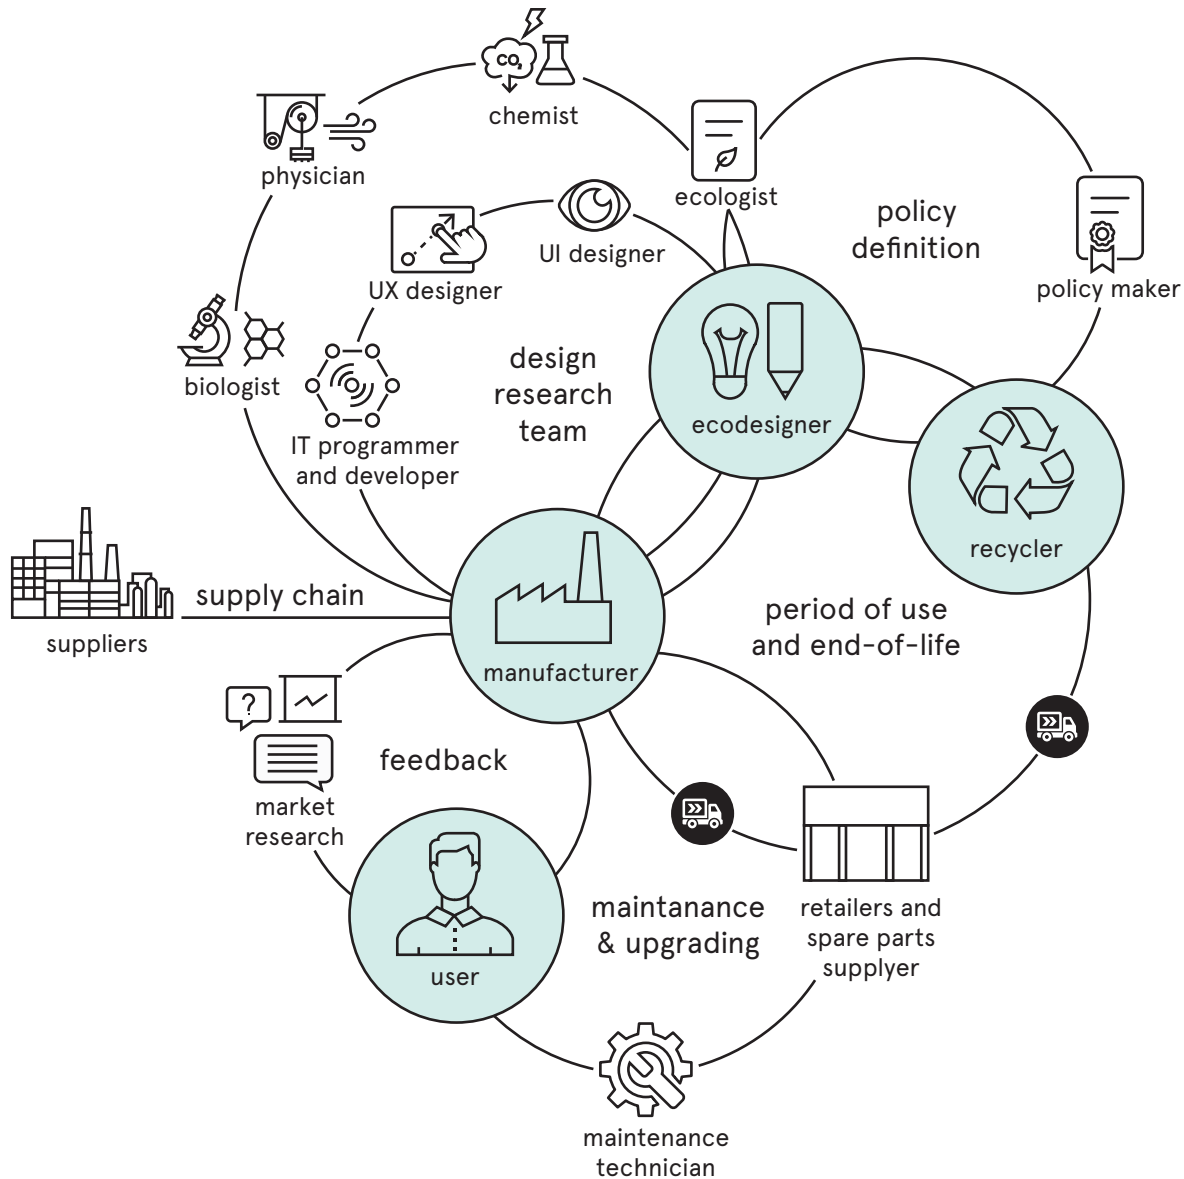 CO₂
chemist
physician
ecologist
policy
definition
policy maker
UI designer
UX designer
biologist
design
research
team
ecodesigner
IT programmer
and developer
recycler
supply chain
suppliers
period of use
and end-of-life
manufacturer
?
feedback
market
research
maintanance
& upgrading
retailers and
spare parts
supplyer
user
maintenance
technician